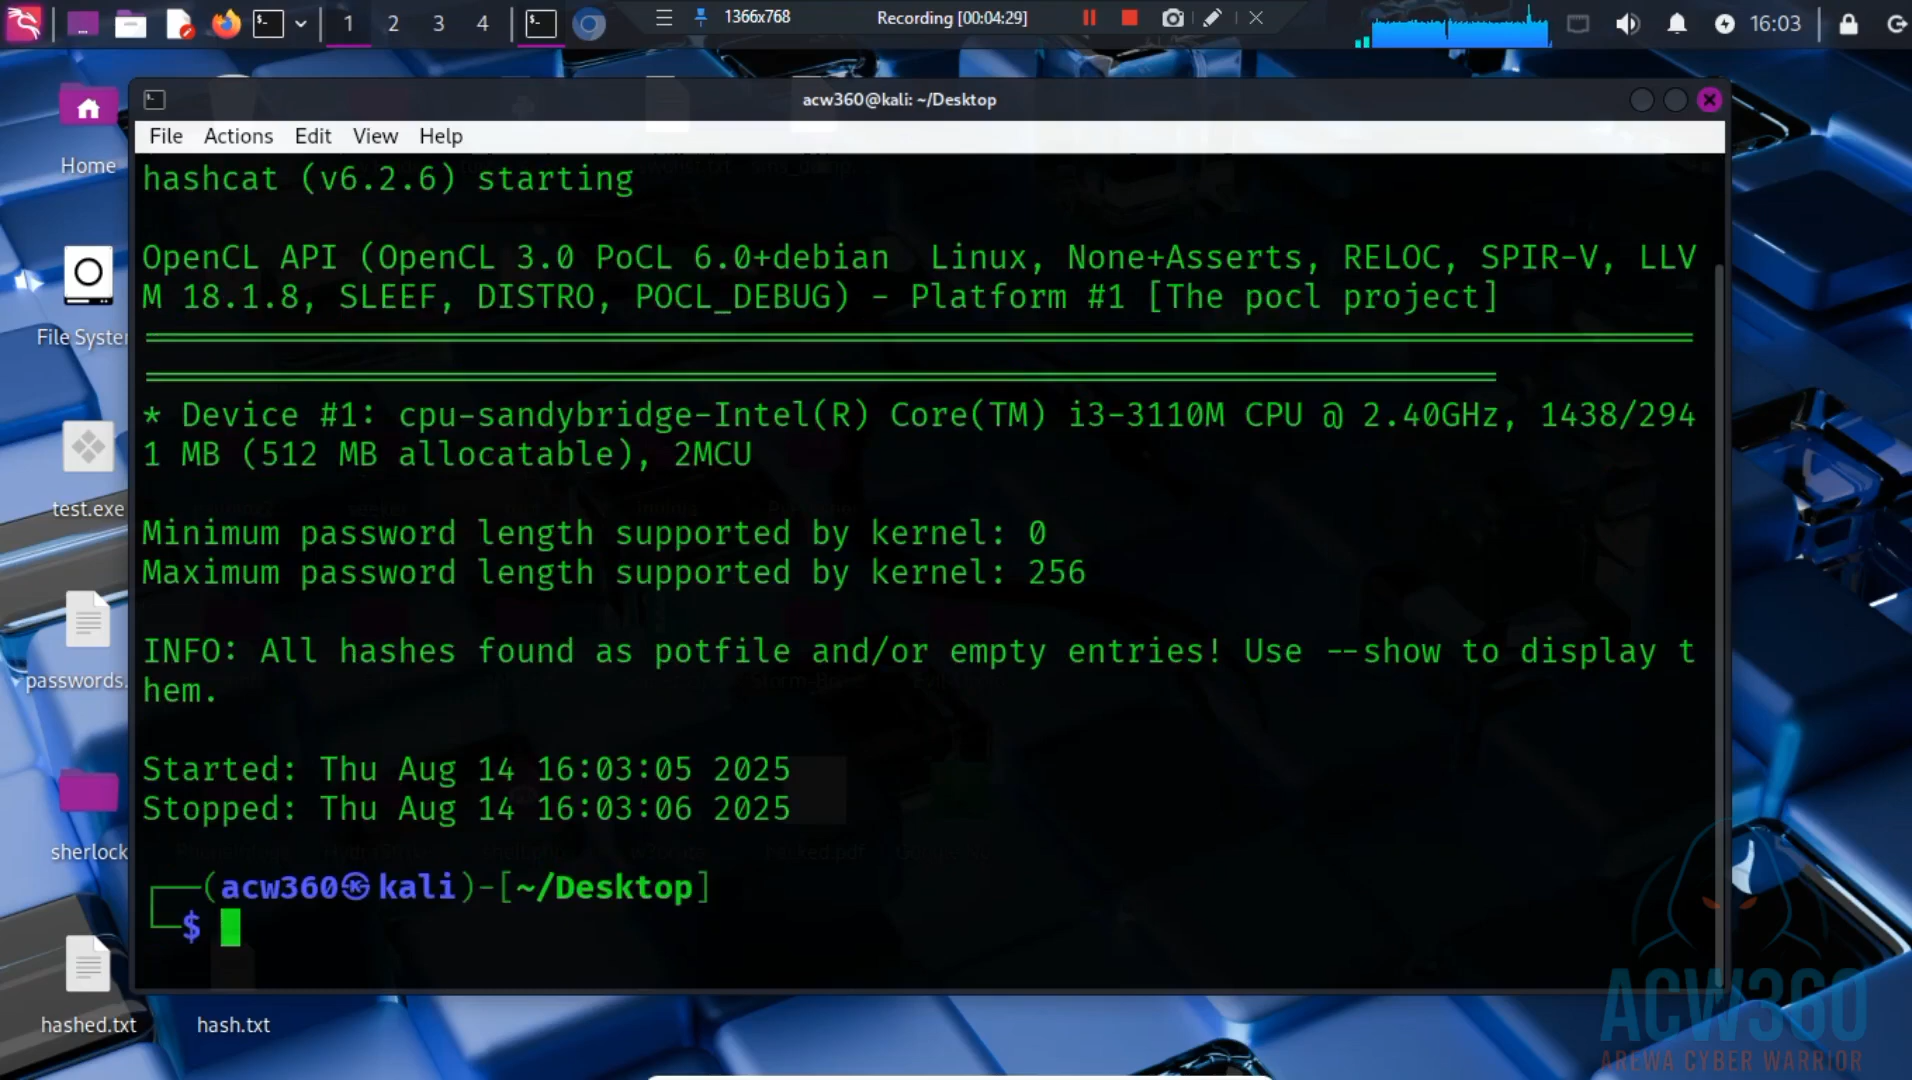 1 2 3 4
1366x768
Recording [00:04:29]
16:03
acw360@kali: ~/Desktop
File Actions Edit View Help
hashcat (v6.2.6) starting
OpenCL API (OpenCL 3.0 PoCL 6.0+debian  Linux, None+Asserts, RELOC, SPIR-V, LLV
M 18.1.8, SLEEF, DISTRO, POCL_DEBUG) - Platform #1 [The pocl project]
* Device #1: cpu-sandybridge-Intel(R) Core(TM) i3-3110M CPU @ 2.40GHz, 1438/294
1 MB (512 MB allocatable), 2MCU
Minimum password length supported by kernel: 0
Maximum password length supported by kernel: 256
INFO: All hashes found as potfile and/or empty entries! Use --show to display t
hem.
Started: Thu Aug 14 16:03:05 2025
Stopped: Thu Aug 14 16:03:06 2025
(acw360㉿kali)-[~/Desktop]
$
Home
File Syste
test.exe
passwords.
sherlock
hashed.txt
hash.txt
ACW360
AREWA CYBER WARRIOR